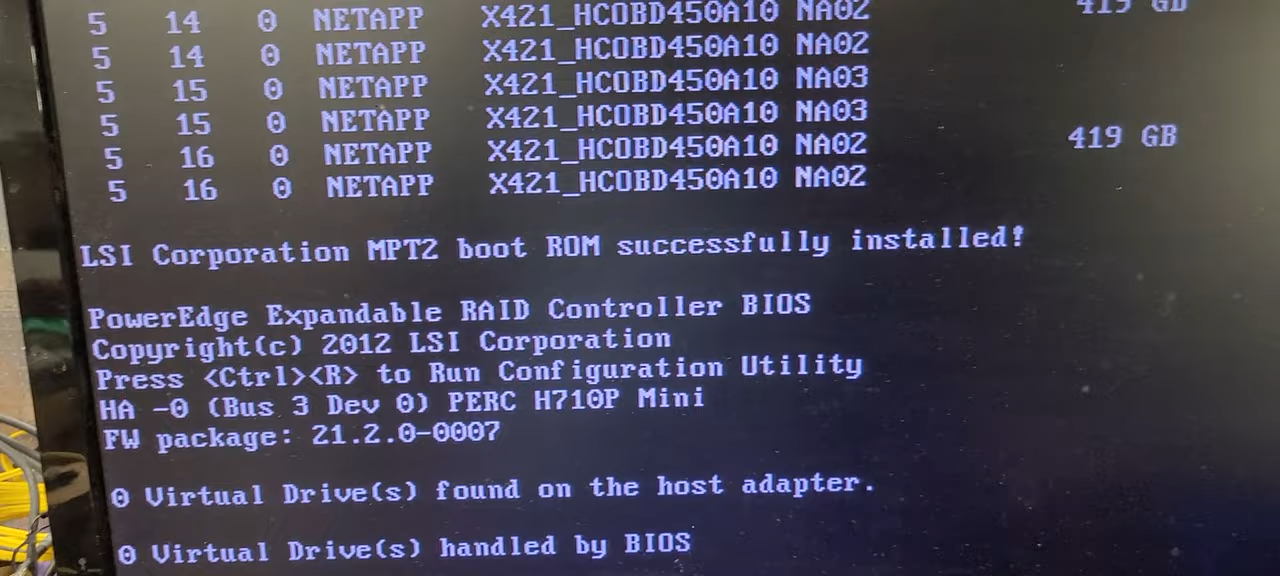 5 14 0 NETAPP X421_HCOBD450A10 NA02 419 GB
5 14 0 NETAPP X421_HCOBD450A10 NA02
5 15 0 NETAPP X421_HCOBD450A10 NA03
5 15 0 NETAPP X421_HCOBD450A10 NA03
5 16 0 NETAPP X421_HCOBD450A10 NA02 419 GB
5 16 0 NETAPP X421_HCOBD450A10 NA02
LSI Corporation MPT2 boot ROM successfully installed!
PowerEdge Expandable RAID Controller BIOS
Copyright(c) 2012 LSI Corporation
Press <Ctrl><R> to Run Configuration Utility
HA -0 (Bus 3 Dev 0) PERC H710P Mini
FW package: 21.2.0-0007
0 Virtual Drive(s) found on the host adapter.
0 Virtual Drive(s) handled by BIOS